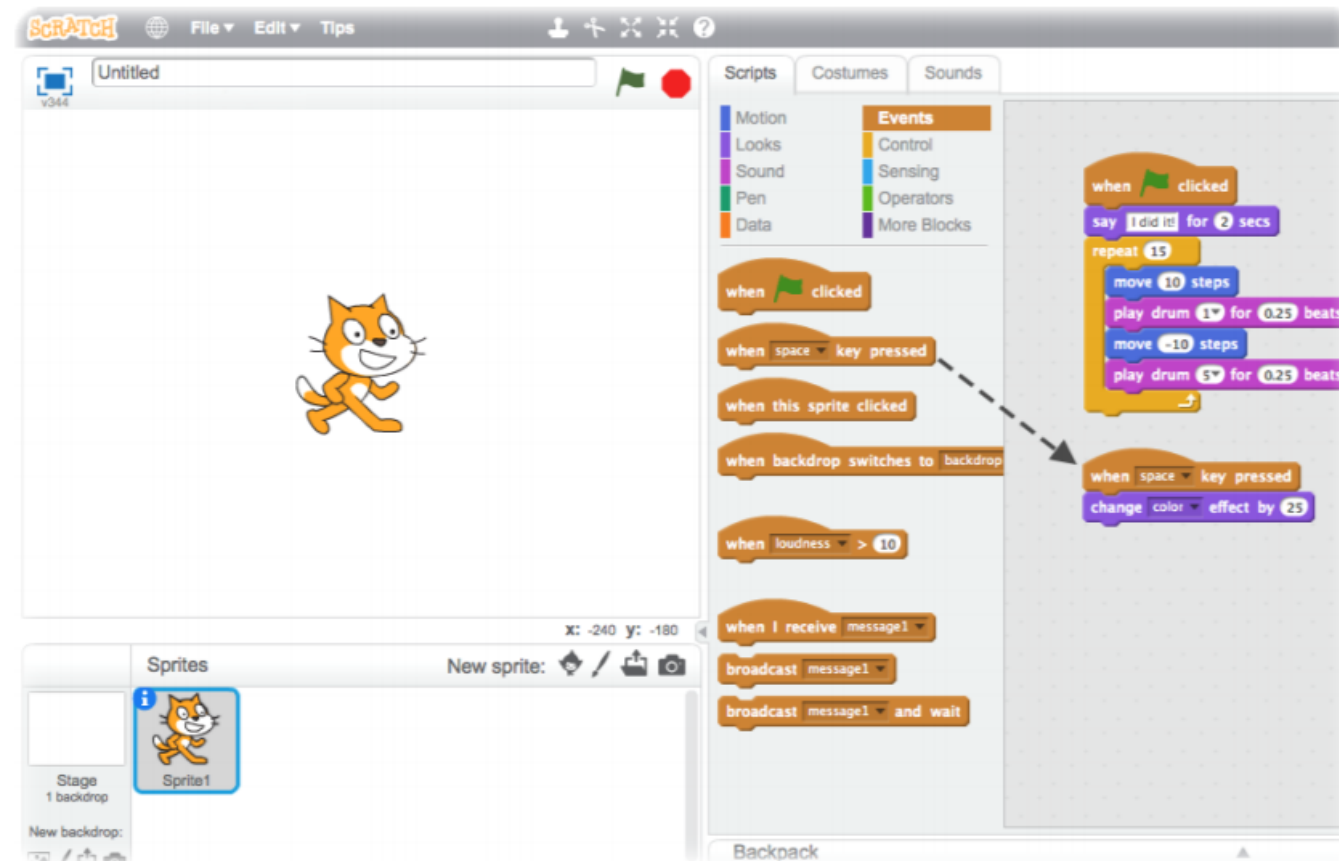 SCRATCH File Edit Tips
Untitled
v344
x: -240 y: -180
Sprites New sprite:
Stage
1 backdrop
New backdrop:
Sprite1
Scripts Costumes Sounds
Motion Events
Looks Control
Sound Sensing
Pen Operators
Data More Blocks
when clicked
when space key pressed
when this sprite clicked
when backdrop switches to backdrop
when loudness > 10
when I receive message1
broadcast message1
broadcast message1 and wait
when clicked
say I did it! for 2 secs
repeat 15
move 10 steps
play drum 1 for 0.25 beats
move -10 steps
play drum 5 for 0.25 beats
when space key pressed
change color effect by 25
Backpack